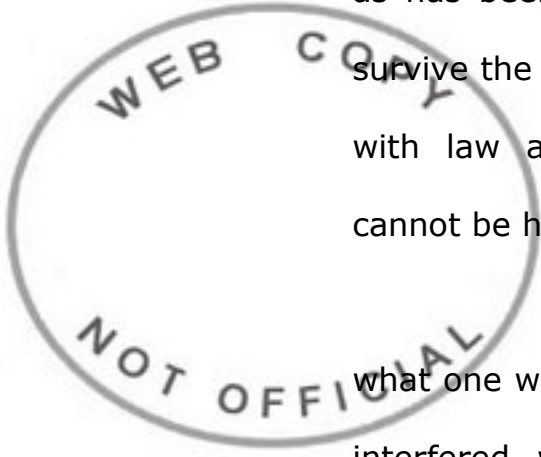 as has been
WEB COPY
survive the
with law a
cannot be h
NOT OFFICIAL
what one w
interfered